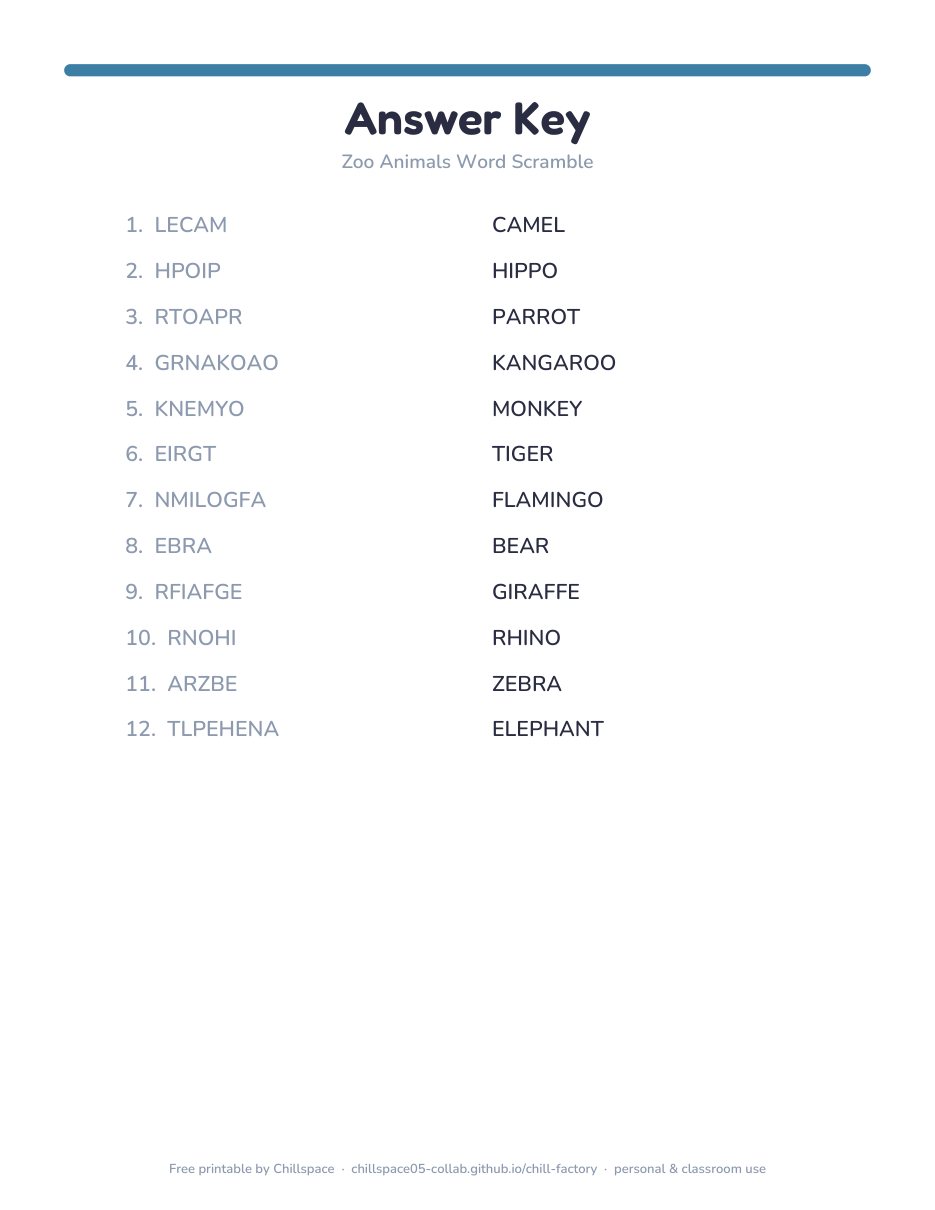 Answer Key
Zoo Animals Word Scramble
1. LECAM CAMEL
2. HPOIP HIPPO
3. RTOAPR PARROT
4. GRNAKOAO KANGAROO
5. KNEMYO MONKEY
6. EIRGT TIGER
7. NMILOGFA FLAMINGO
8. EBRA BEAR
9. RFIAFGE GIRAFFE
10. RNOHI RHINO
11. ARZBE ZEBRA
12. TLPEHENA ELEPHANT
Free printable by Chillspace · chillspace05-collab.github.io/chill-factory · personal & classroom use